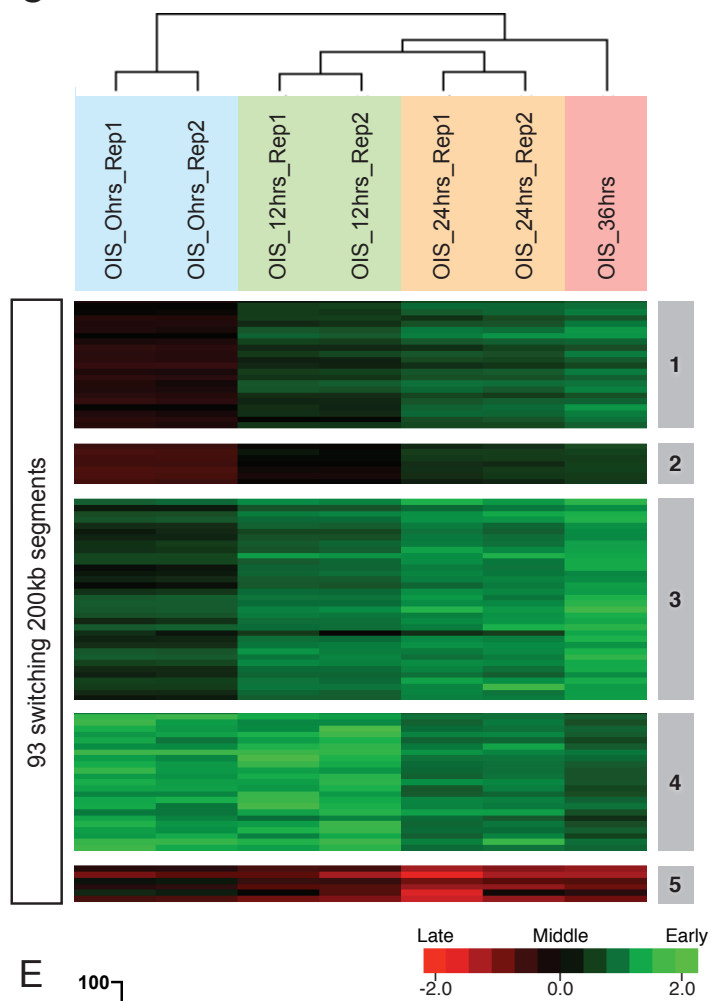 OIS_0hrs_Rep1
OIS_0hrs_Rep2
OIS_12hrs_Rep1
OIS_12hrs_Rep2
OIS_24hrs_Rep1
OIS_24hrs_Rep2
OIS_36hrs
93 switching 200kb segments
1
2
3
4
5
Late Middle Early
-2.0 0.0 2.0
E
100